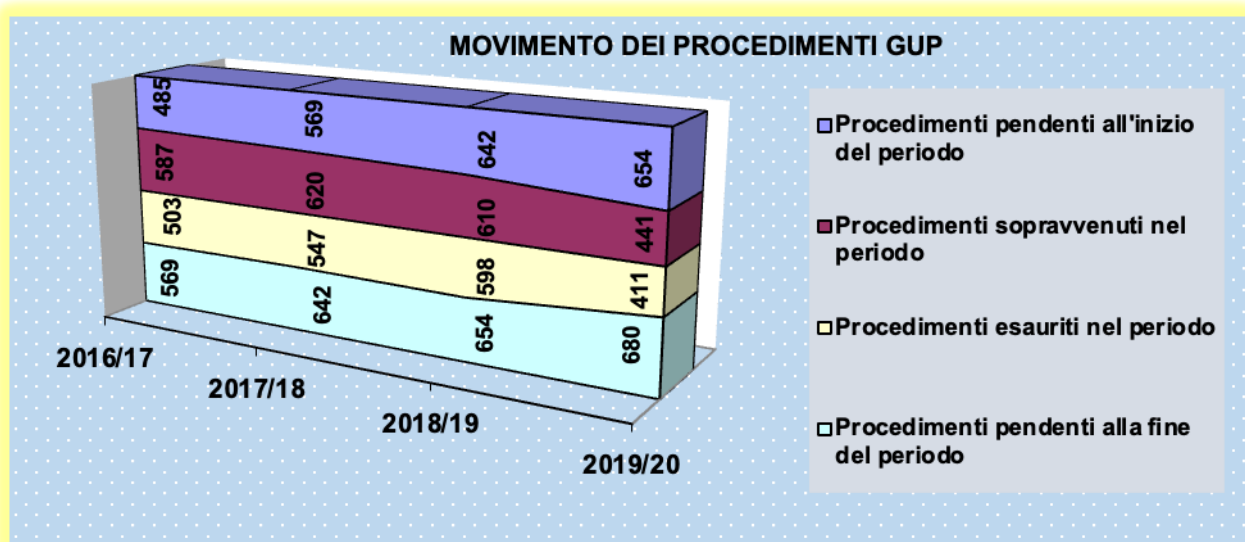 MOVIMENTO DEI PROCEDIMENTI GUP
485
569
642
654
587
620
610
441
503
547
598
411
569
642
654
680
2016/17
2017/18
2018/19
2019/20
Procedimenti pendenti all'inizio
del periodo
Procedimenti sopravvenuti nel
periodo
Procedimenti esauriti nel periodo
Procedimenti pendenti alla fine
del periodo